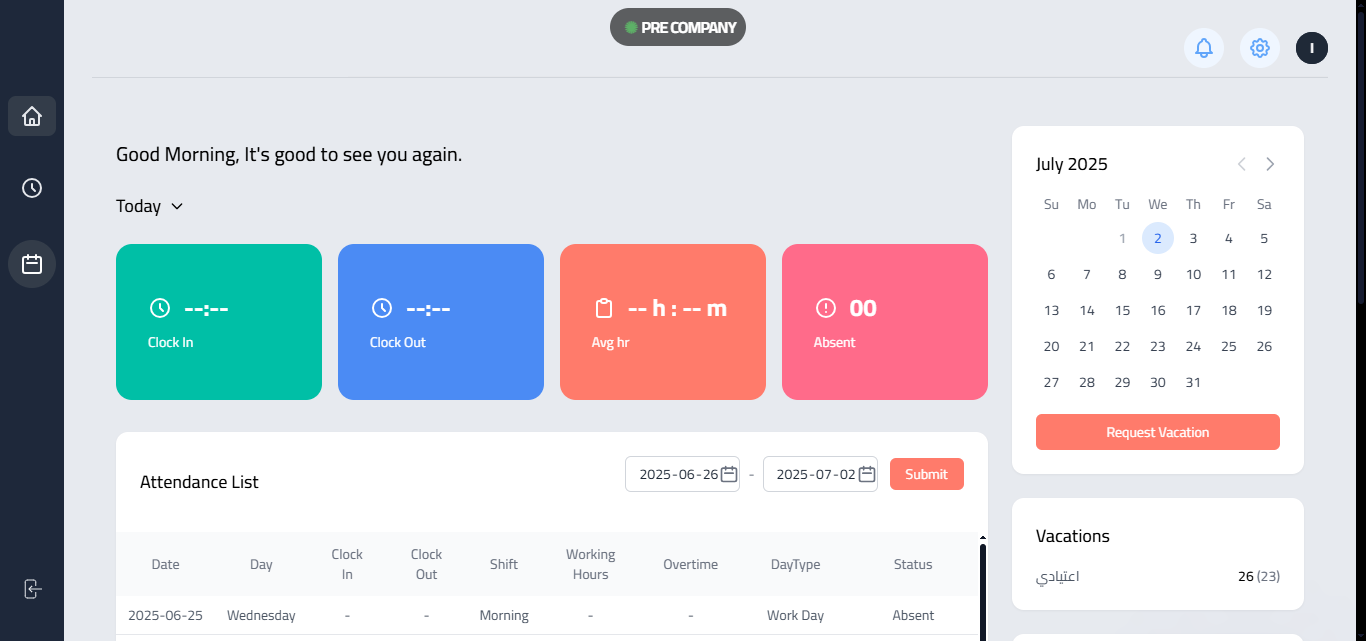 PRE COMPANY
I
Good Morning, It's good to see you again.
Today
--:--
Clock In
--:--
Clock Out
-- h : -- m
Avg hr
00
Absent
July 2025
Su Mo Tu We Th Fr Sa
1 2 3 4 5
6 7 8 9 10 11 12
13 14 15 16 17 18 19
20 21 22 23 24 25 26
27 28 29 30 31
Request Vacation
Attendance List
2025-06-26 - 2025-07-02 Submit
Date Day Clock In Clock Out Shift Working Hours Overtime DayType Status
2025-06-25 Wednesday - - Morning - - Work Day Absent
Vacations
اعتيادي 26 (23)